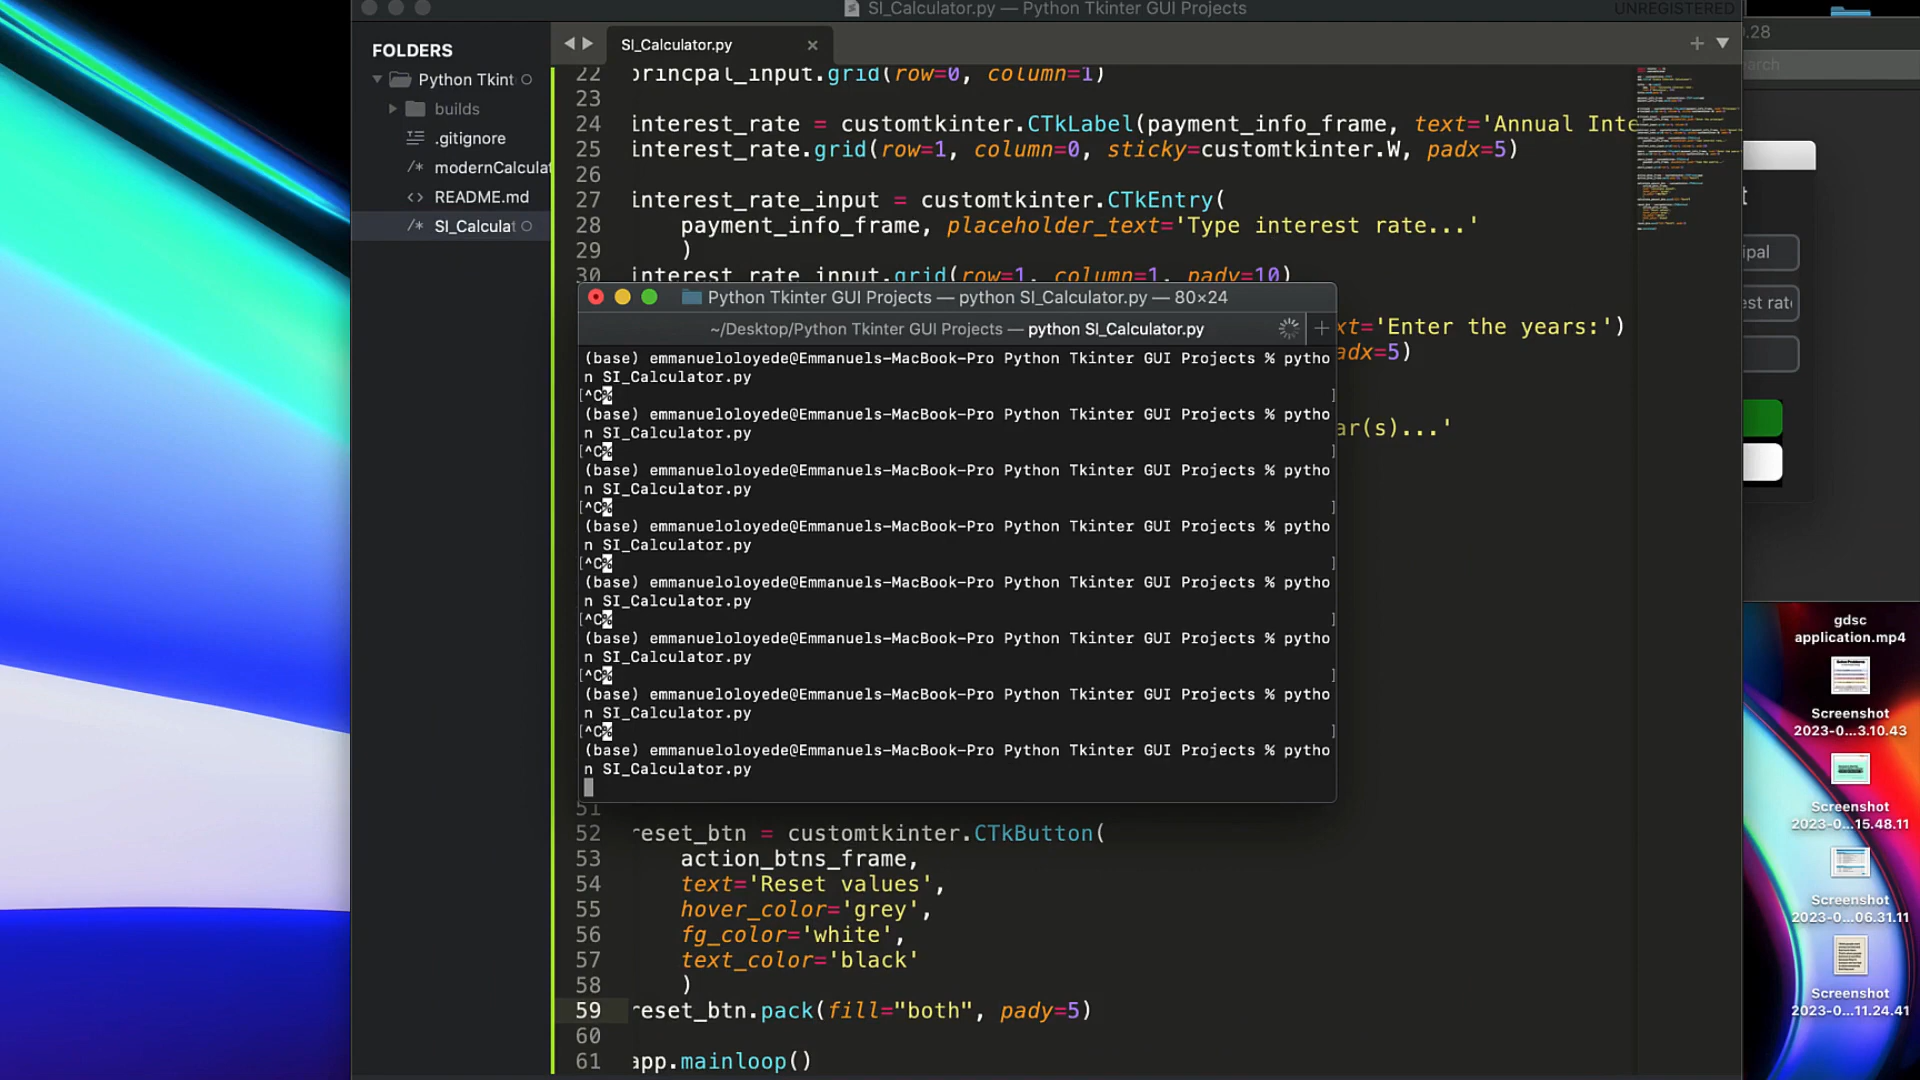 SI_Calculator.py — Python Tkinter GUI Projects
UNREGISTERED
FOLDERS
Python Tkint
builds
.gitignore
/* modernCalculat
<> README.md
/* SI_Calculat
SI_Calculator.py
22 princpal_input.grid(row=0, column=1)
23
24 interest_rate = customtkinter.CTkLabel(payment_info_frame, text='Annual Inte
25 interest_rate.grid(row=1, column=0, sticky=customtkinter.W, padx=5)
26
27 interest_rate_input = customtkinter.CTkEntry(
28 payment_info_frame, placeholder_text='Type interest rate...'
29 )
30 interest_rate_input.grid(row=1, column=1, pady=10)
xt='Enter the years:')
adx=5)
ar(s)...'
Python Tkinter GUI Projects — python SI_Calculator.py — 80×24
~/Desktop/Python Tkinter GUI Projects — python SI_Calculator.py
(base) emmanueloloyede@Emmanuels-MacBook-Pro Python Tkinter GUI Projects % pytho
n SI_Calculator.py
[^C% ]
(base) emmanueloloyede@Emmanuels-MacBook-Pro Python Tkinter GUI Projects % pytho
n SI_Calculator.py
[^C% ]
(base) emmanueloloyede@Emmanuels-MacBook-Pro Python Tkinter GUI Projects % pytho
n SI_Calculator.py
[^C% ]
(base) emmanueloloyede@Emmanuels-MacBook-Pro Python Tkinter GUI Projects % pytho
n SI_Calculator.py
[^C% ]
(base) emmanueloloyede@Emmanuels-MacBook-Pro Python Tkinter GUI Projects % pytho
n SI_Calculator.py
[^C% ]
(base) emmanueloloyede@Emmanuels-MacBook-Pro Python Tkinter GUI Projects % pytho
n SI_Calculator.py
[^C% ]
(base) emmanueloloyede@Emmanuels-MacBook-Pro Python Tkinter GUI Projects % pytho
n SI_Calculator.py
[^C% ]
(base) emmanueloloyede@Emmanuels-MacBook-Pro Python Tkinter GUI Projects % pytho
n SI_Calculator.py
51
52 reset_btn = customtkinter.CTkButton(
53 action_btns_frame,
54 text='Reset values',
55 hover_color='grey',
56 fg_color='white',
57 text_color='black'
58 )
59 reset_btn.pack(fill="both", pady=5)
60
61 app.mainloop()
.28
arch
t
ipal
est rate
gdsc
application.mp4
Screenshot
2023-0...3.10.43
Screenshot
2023-0...15.48.11
Screenshot
2023-0...06.31.11
Screenshot
2023-0...11.24.41